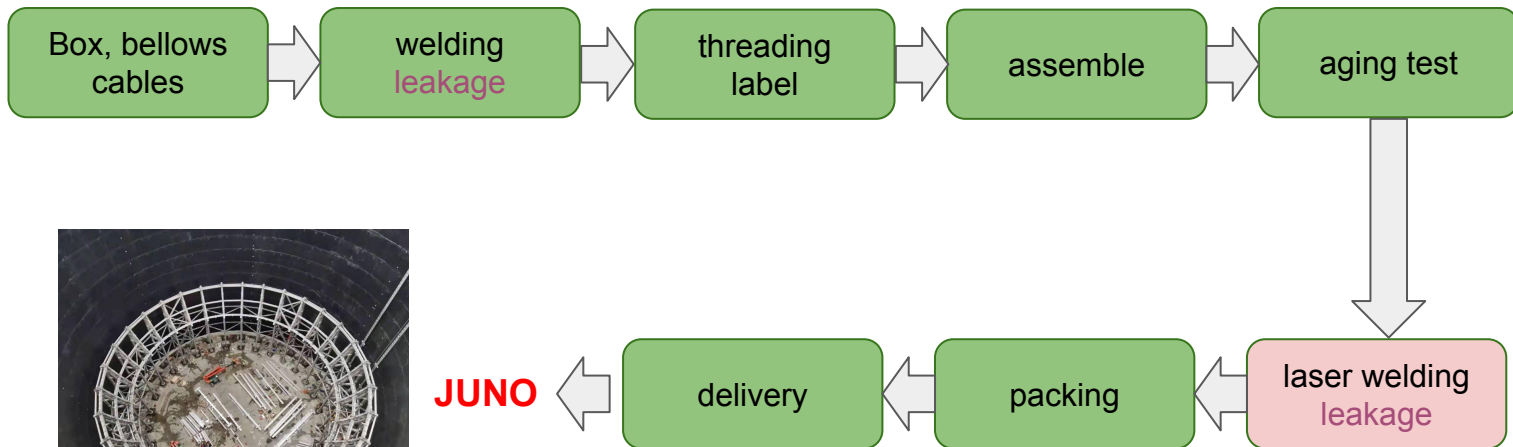 Box, bellows
cables
welding
leakage
threading
label
assemble
aging test
laser welding
leakage
packing
delivery
JUNO